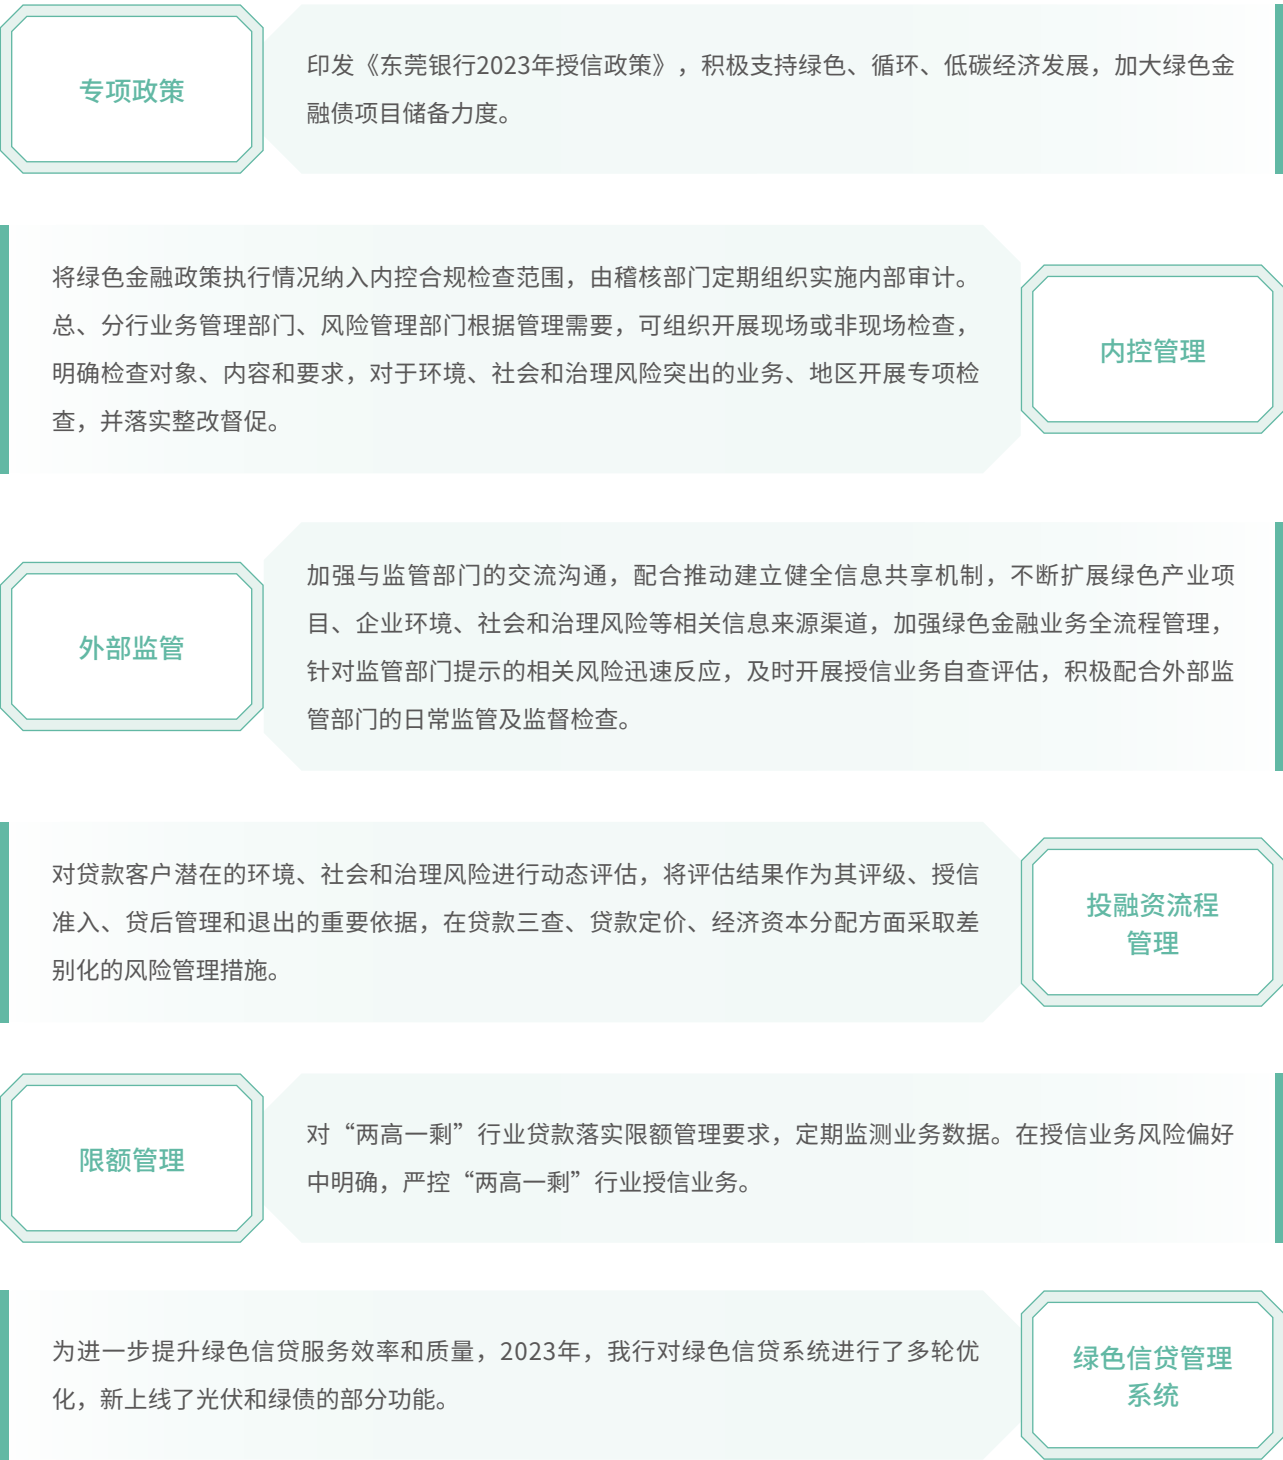 专项政策
印发《东莞银行2023年授信政策》，积极支持绿色、循环、低碳经济发展，加大绿色金
融债项目储备力度。
将绿色金融政策执行情况纳入内控合规检查范围，由稽核部门定期组织实施内部审计。
总、分行业务管理部门、风险管理部门根据管理需要，可组织开展现场或非现场检查，
明确检查对象、内容和要求，对于环境、社会和治理风险突出的业务、地区开展专项检
查，并落实整改督促。
内控管理
外部监管
加强与监管部门的交流沟通，配合推动建立健全信息共享机制，不断扩展绿色产业项
目、企业环境、社会和治理风险等相关信息来源渠道，加强绿色金融业务全流程管理，
针对监管部门提示的相关风险迅速反应，及时开展授信业务自查评估，积极配合外部监
管部门的日常监管及监督检查。
对贷款客户潜在的环境、社会和治理风险进行动态评估，将评估结果作为其评级、授信
准入、贷后管理和退出的重要依据，在贷款三查、贷款定价、经济资本分配方面采取差
别化的风险管理措施。
投融资流程
管理
限额管理
对“两高一剩”行业贷款落实限额管理要求，定期监测业务数据。在授信业务风险偏好
中明确，严控“两高一剩”行业授信业务。
为进一步提升绿色信贷服务效率和质量，2023年，我行对绿色信贷系统进行了多轮优
化，新上线了光伏和绿债的部分功能。
绿色信贷管理
系统